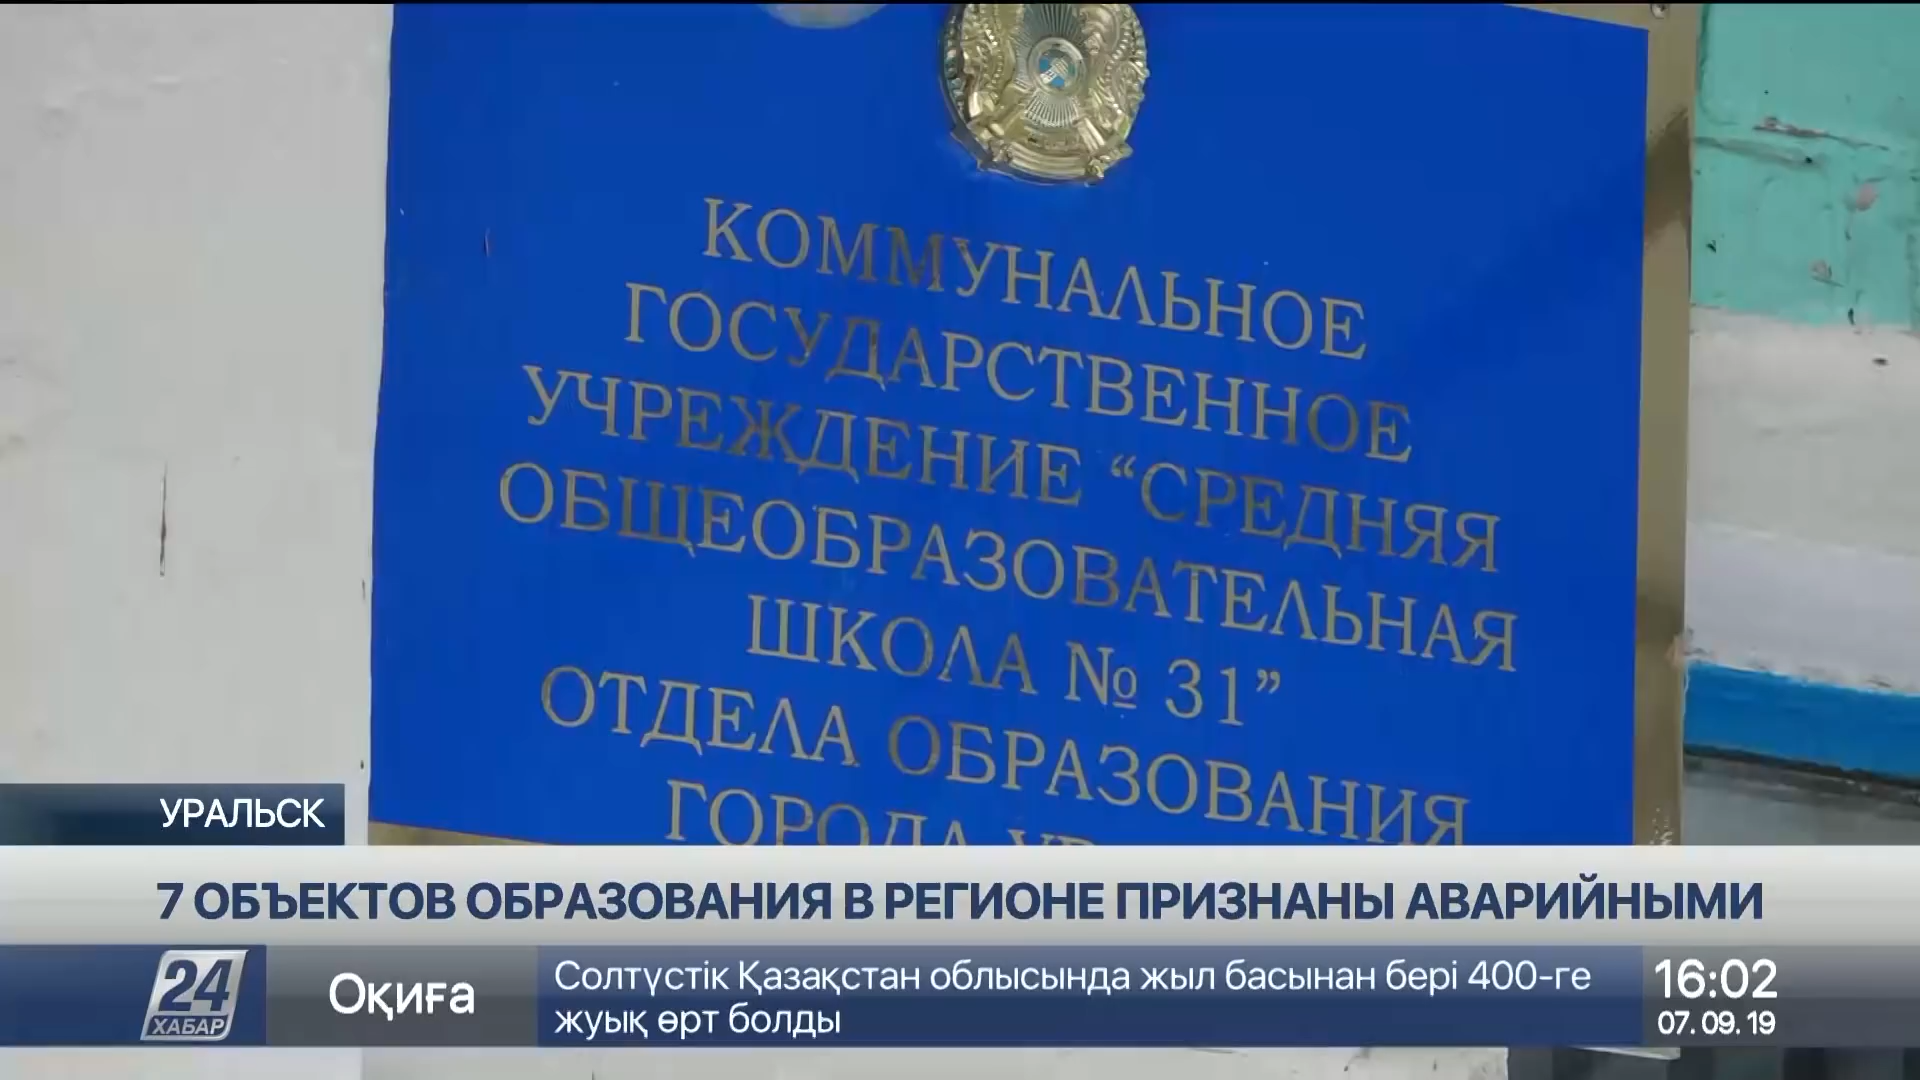 КОММУНАЛЬНОЕ
ГОСУДАРСТВЕННОЕ
УЧРЕЖДЕНИЕ “СРЕДНЯЯ
ОБЩЕОБРАЗОВАТЕЛЬНАЯ
ШКОЛА № 31”
ОТДЕЛА ОБРАЗОВАНИЯ
ГОРОДА
УРАЛЬСК
7 ОБЪЕКТОВ ОБРАЗОВАНИЯ В РЕГИОНЕ ПРИЗНАНЫ АВАРИЙНЫМИ
24
ХАБАР
Оқиға
Солтүстік Қазақстан облысында жыл басынан бері 400-ге
жуық өрт болды
16:02
07. 09. 19